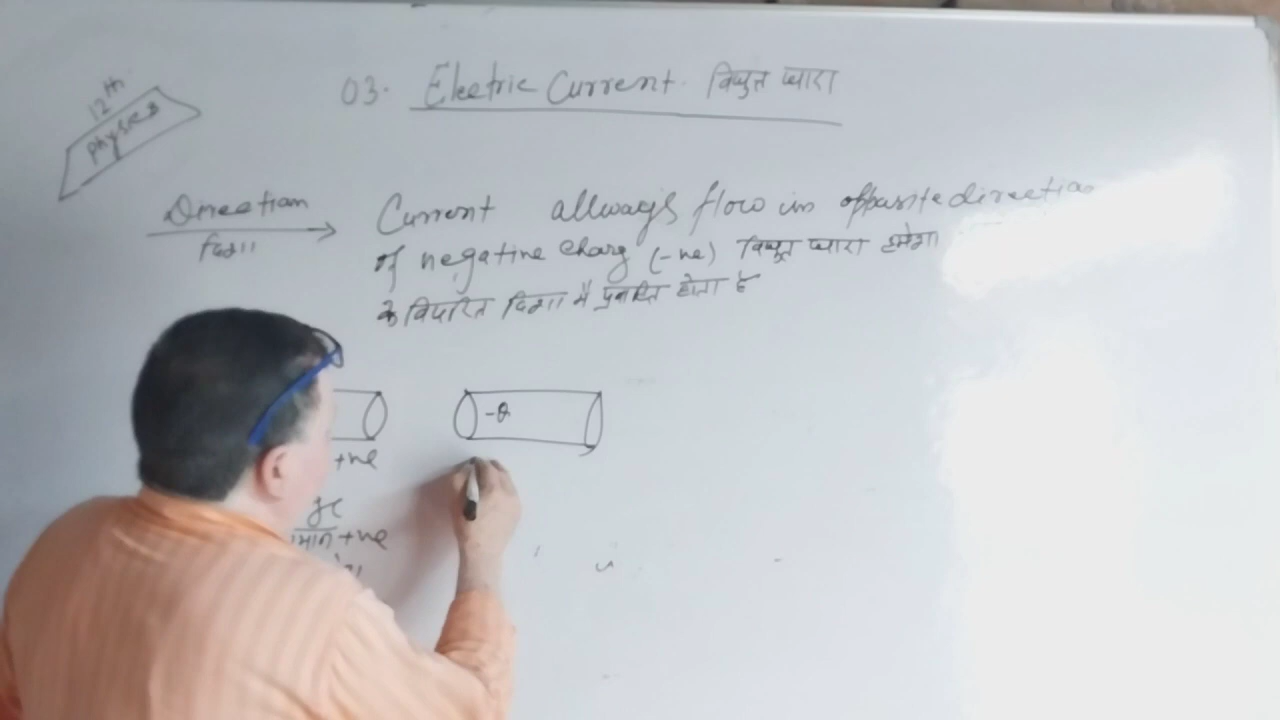 12th
Physics
03. Electric Current. विधुत ध्यारा
Direction
दिशा
Current allways flow in opposite direction
of negative charg (-ve) विधुत ध्यारा हमेशा
के विपरित दिशा मे प्रवाहित होता है
-θ
+ve
+ve